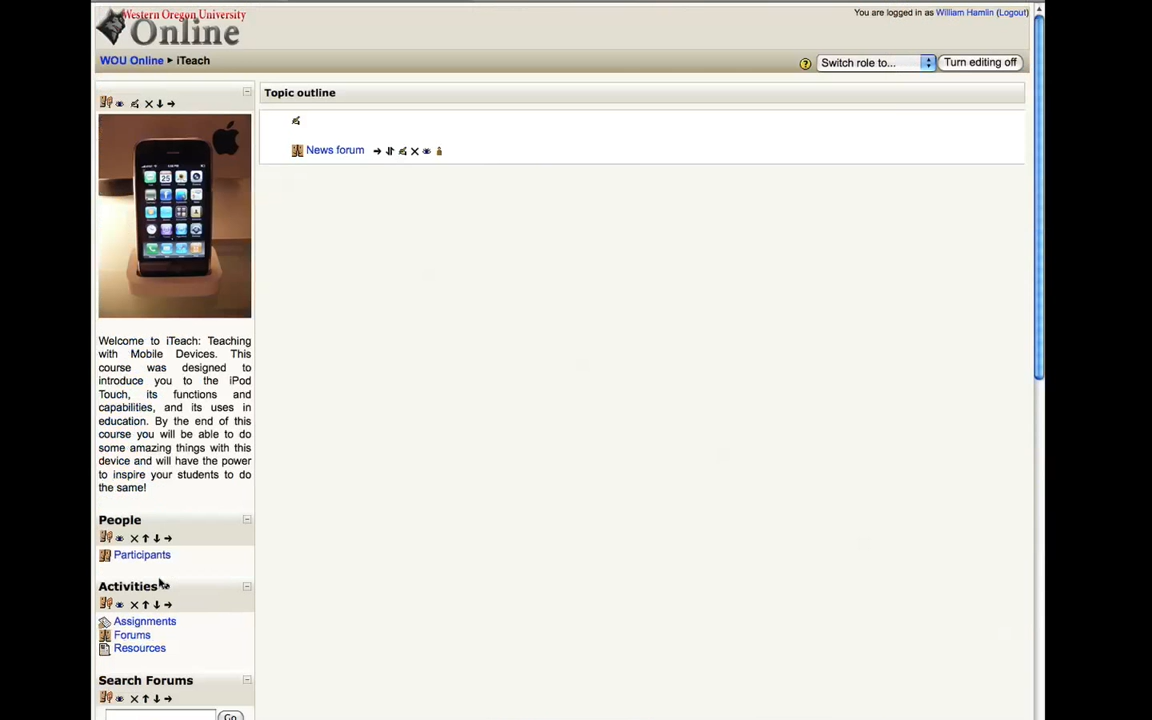 Western Oregon University
Online
You are logged in as William Hamlin (Logout)
WOU Online ► iTeach
Switch role to...
Turn editing off
Topic outline
News forum
Welcome to iTeach: Teaching
with Mobile Devices. This
course was designed to
introduce you to the iPod
Touch, its functions and
capabilities, and its uses in
education. By the end of this
course you will be able to do
some amazing things with this
device and will have the power
to inspire your students to do
the same!
People
Participants
Activities
Assignments
Forums
Resources
Search Forums
Go